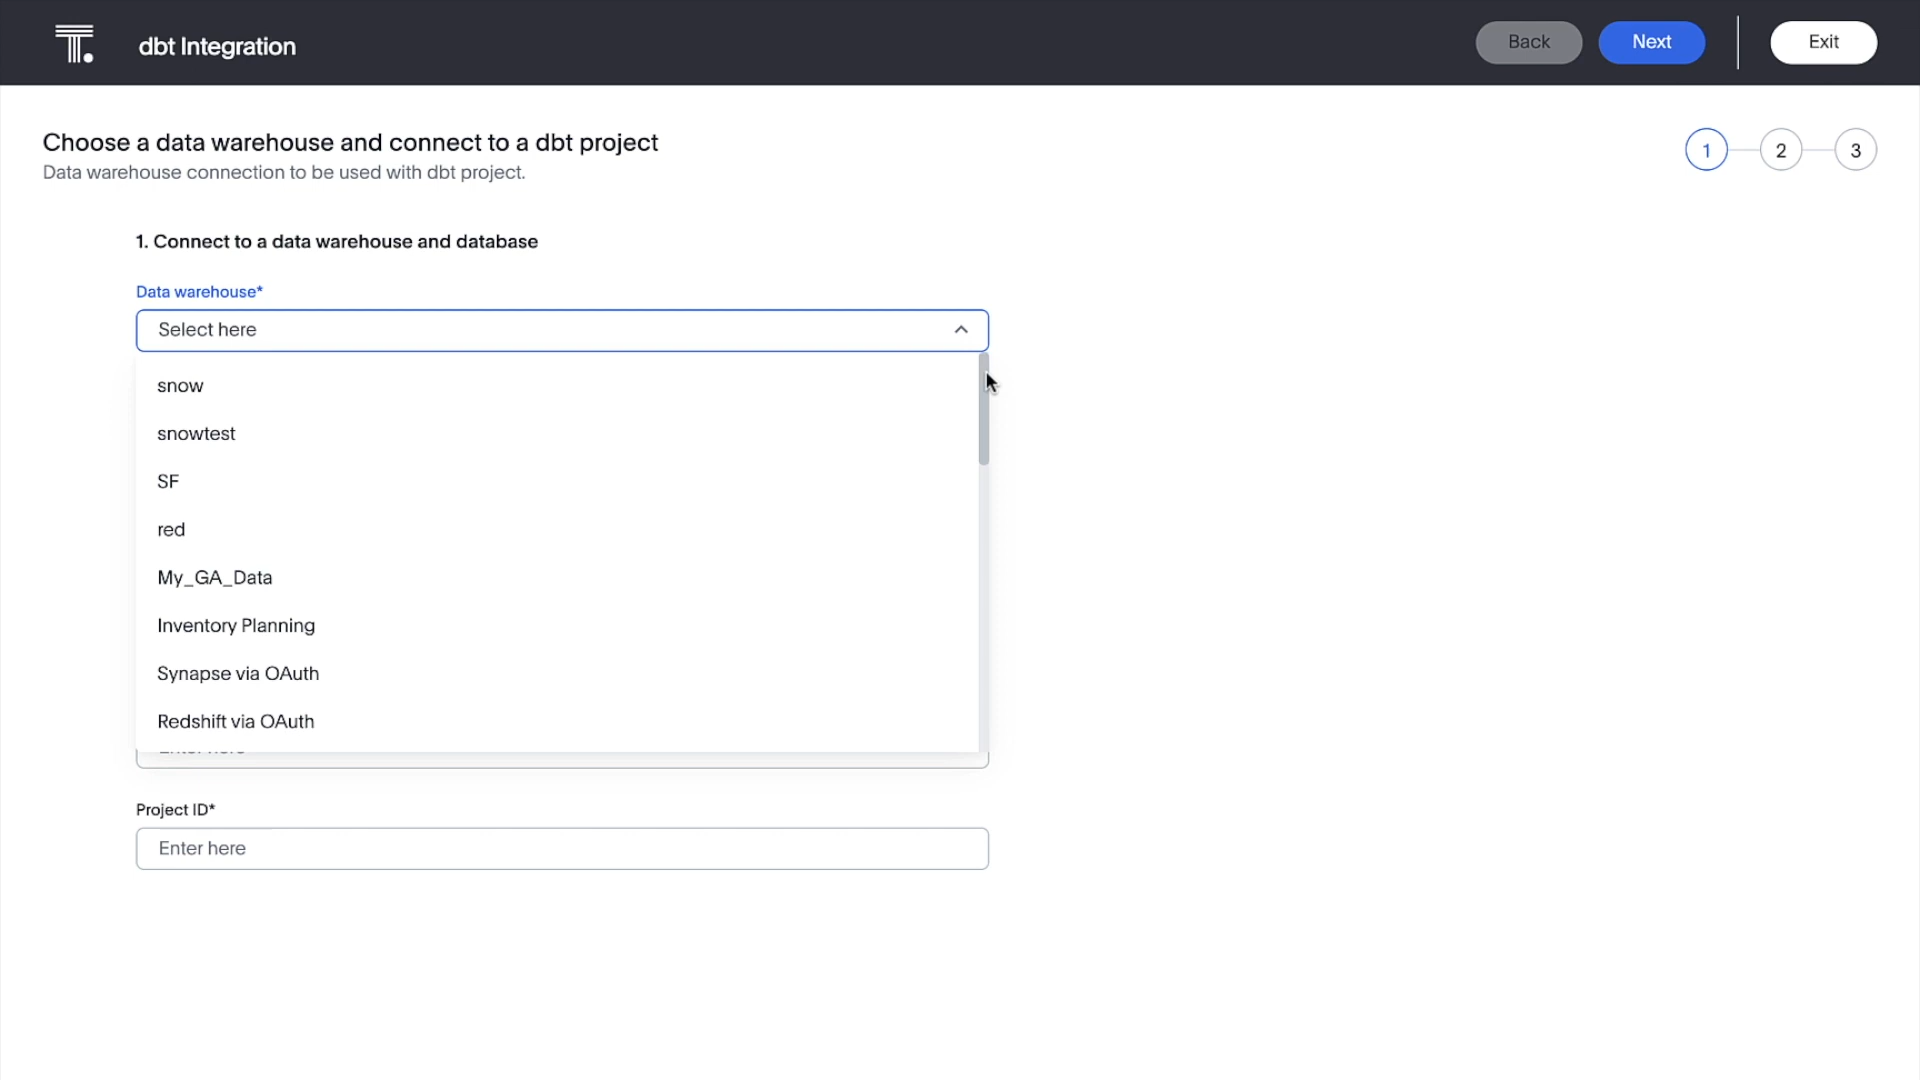 dbt Integration
Back
Next
Exit
Choose a data warehouse and connect to a dbt project
Data warehouse connection to be used with dbt project.
1
2
3
1. Connect to a data warehouse and database
Data warehouse*
Select here
snow
snowtest
SF
red
My_GA_Data
Inventory Planning
Synapse via OAuth
Redshift via OAuth
Project ID*
Enter here